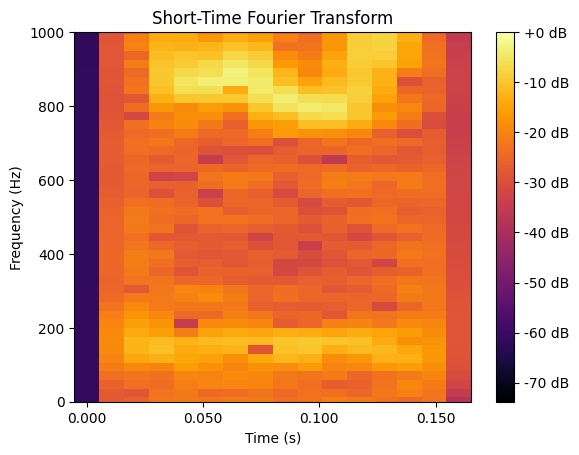 Short-Time Fourier Transform
1000
800
600
400
200
0
Frequency (Hz)
0.000
0.050
0.100
0.150
Time (s)
+0 dB
-10 dB
-20 dB
-30 dB
-40 dB
-50 dB
-60 dB
-70 dB